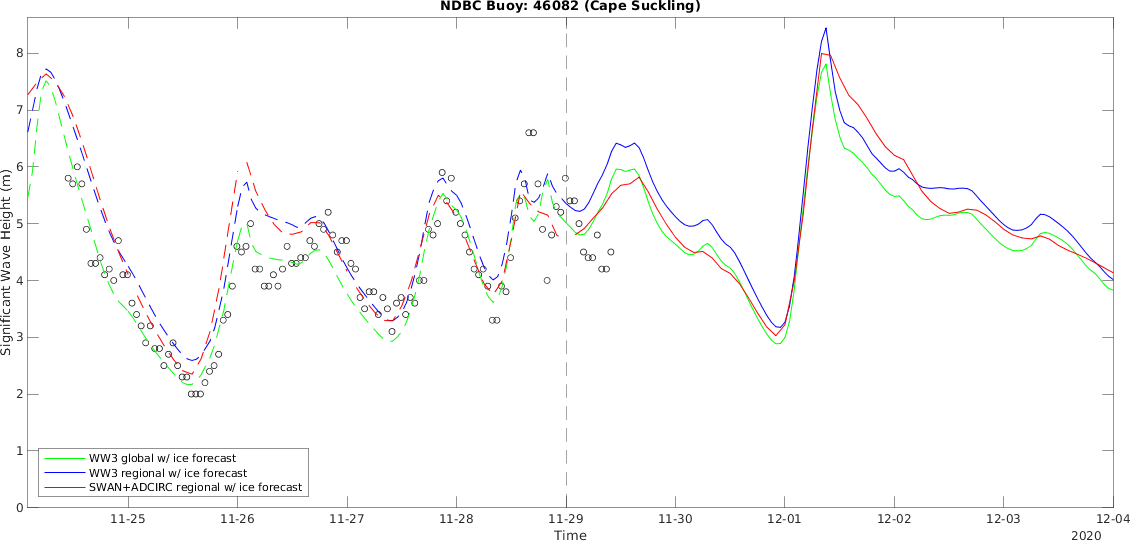 NDBC Buoy: 46082 (Cape Suckling)
Significant Wave Height (m)
8
7
6
5
4
3
2
1
0
WW3 global w/ ice forecast
WW3 regional w/ ice forecast
SWAN+ADCIRC regional w/ ice forecast
11-25 11-26 11-27 11-28 11-29 11-30 12-01 12-02 12-03 12-04
Time
2020